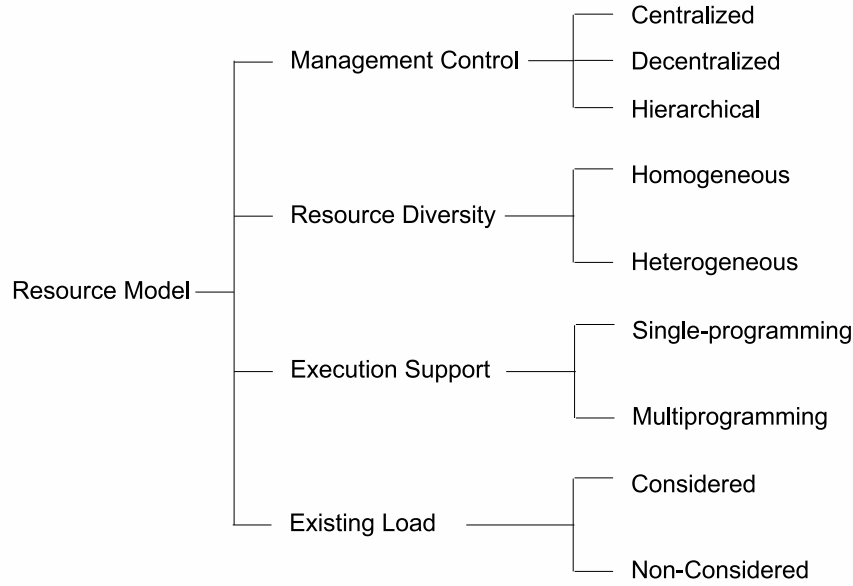 Resource Model
Management Control
Centralized
Decentralized
Hierarchical
Resource Diversity
Homogeneous
Heterogeneous
Execution Support
Single-programming
Multiprogramming
Existing Load
Considered
Non-Considered